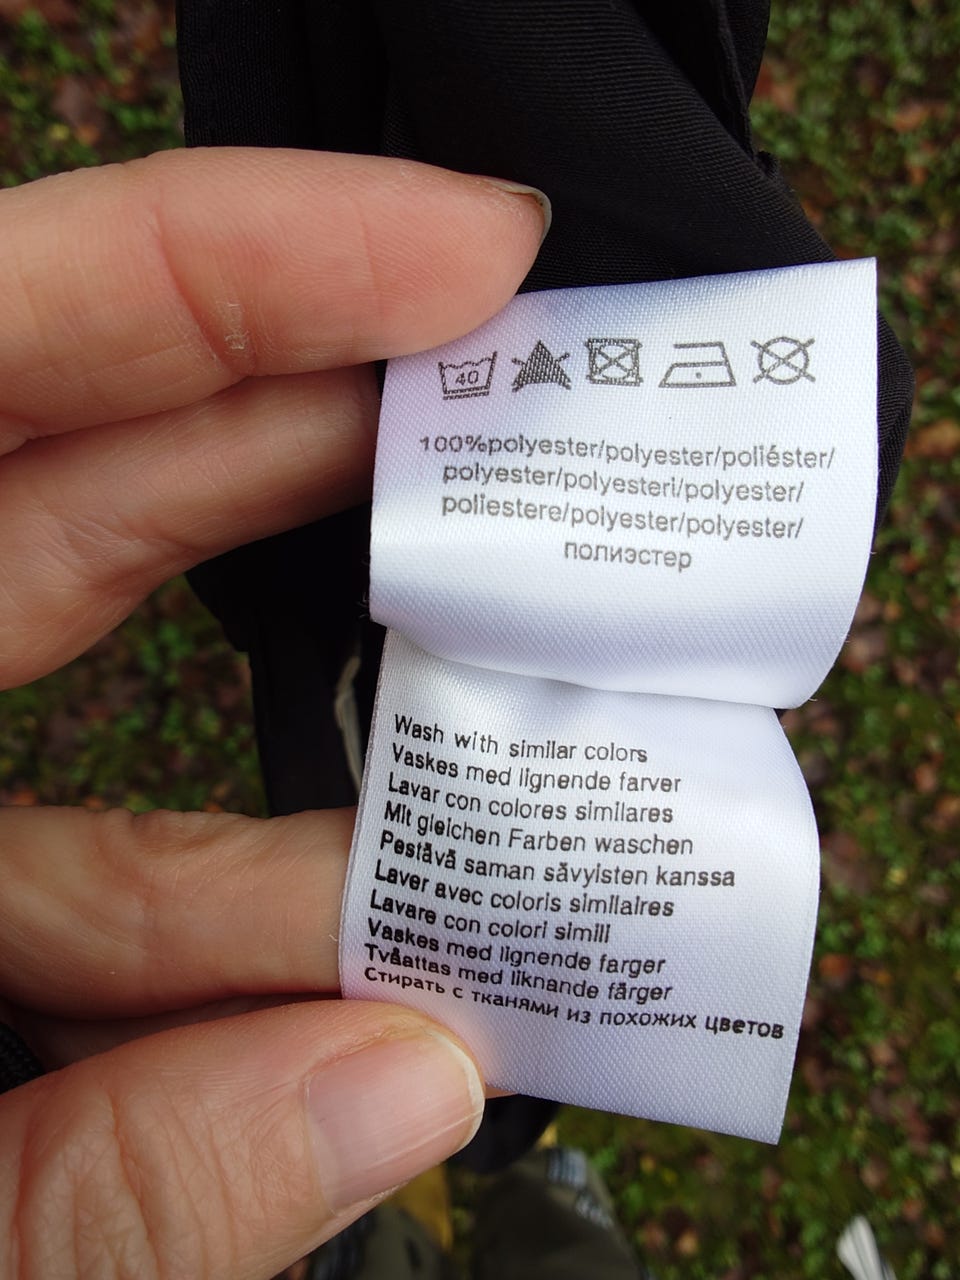 40
100%polyester/polyester/poliéster/
polyester/polyesteri/polyester/
poliestere/polyester/polyester/
полиэстер
Wash with similar colors
Vaskes med lignende farver
Lavar con colores similares
Mit gleichen Farben waschen
Pestävä saman sävyisten kanssa
Laver avec coloris similaires
Lavare con colori simili
Vaskes med lignende farger
Tvåattas med liknande färger
Стирать с тканями из похожих цветов